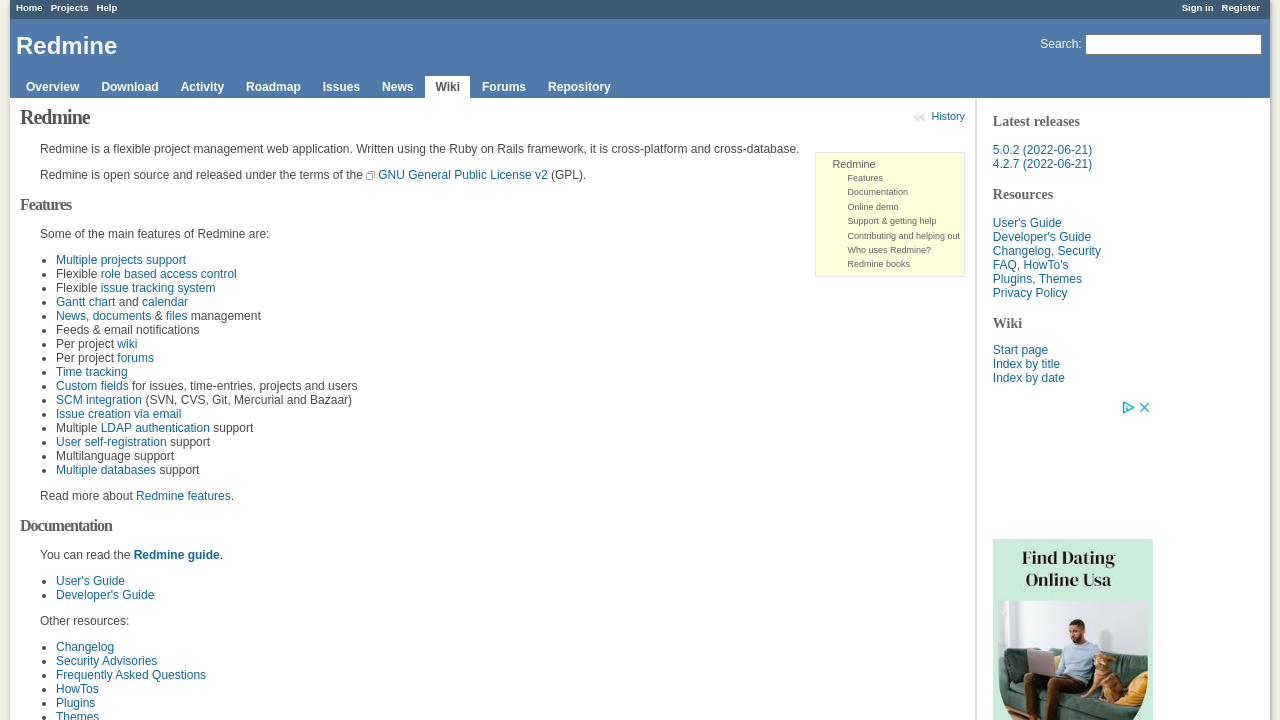 Home Projects Help Sign in Register
Redmine
Search:
Overview Download Activity Roadmap Issues News Wiki Forums Repository
Redmine
History
Redmine is a flexible project management web application. Written using the Ruby on Rails framework, it is cross-platform and cross-database.
Redmine is open source and released under the terms of the GNU General Public License v2 (GPL).
Redmine
Features
Documentation
Online demo
Support & getting help
Contributing and helping out
Who uses Redmine?
Redmine books
Features
Some of the main features of Redmine are:
Multiple projects support
Flexible role based access control
Flexible issue tracking system
Gantt chart and calendar
News, documents & files management
Feeds & email notifications
Per project wiki
Per project forums
Time tracking
Custom fields for issues, time-entries, projects and users
SCM integration (SVN, CVS, Git, Mercurial and Bazaar)
Issue creation via email
Multiple LDAP authentication support
User self-registration support
Multilanguage support
Multiple databases support
Read more about Redmine features.
Documentation
You can read the Redmine guide.
User's Guide
Developer's Guide
Other resources:
Changelog
Security Advisories
Frequently Asked Questions
HowTos
Plugins
Themes
Latest releases
5.0.2 (2022-06-21)
4.2.7 (2022-06-21)
Resources
User's Guide
Developer's Guide
Changelog, Security
FAQ, HowTo's
Plugins, Themes
Privacy Policy
Wiki
Start page
Index by title
Index by date
Find Dating
Online Usa